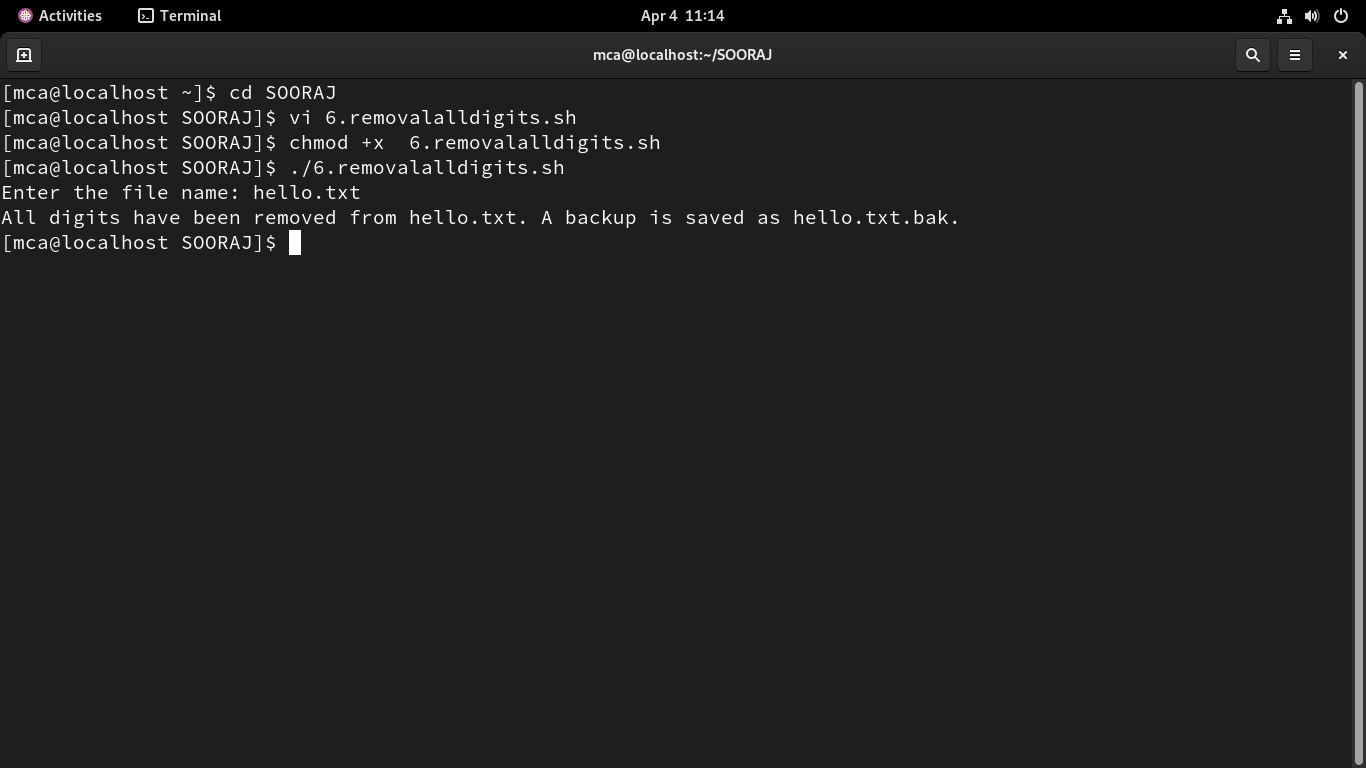 Activities Terminal Apr 4 11:14
mca@localhost:~/SOORAJ
[mca@localhost ~]$ cd SOORAJ
[mca@localhost SOORAJ]$ vi 6.removalalldigits.sh
[mca@localhost SOORAJ]$ chmod +x  6.removalalldigits.sh
[mca@localhost SOORAJ]$ ./6.removalalldigits.sh
Enter the file name: hello.txt
All digits have been removed from hello.txt. A backup is saved as hello.txt.bak.
[mca@localhost SOORAJ]$